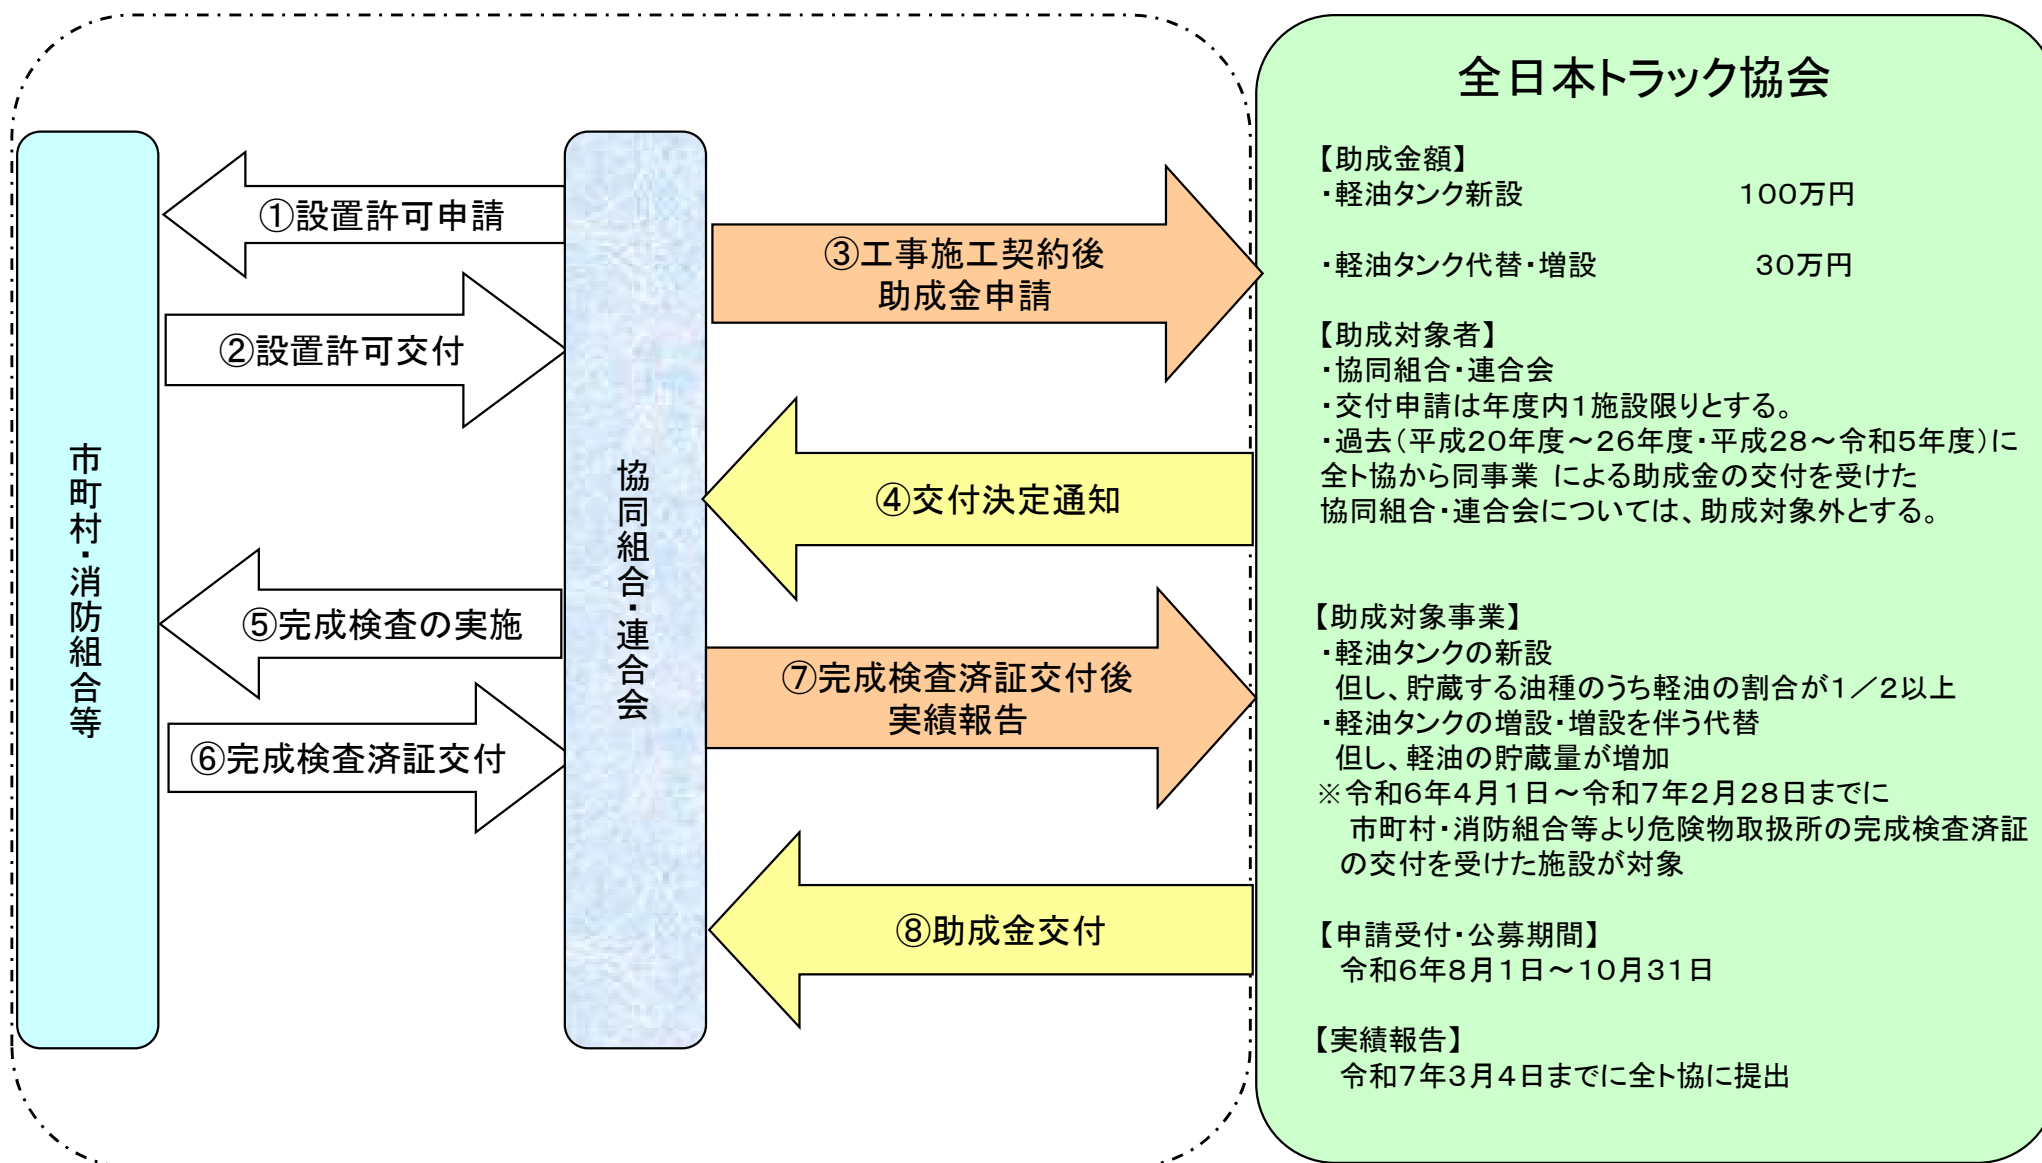 市町村・消防組合等
①設置許可申請
②設置許可交付
⑤完成検査の実施
⑥完成検査済証交付
協同組合・連合会
③工事施工契約後
助成金申請
④交付決定通知
⑦完成検査済証交付後
実績報告
⑧助成金交付
全日本トラック協会
【助成金額】
・軽油タンク新設　　　　　　１００万円
・軽油タンク代替・増設　　　　　３０万円
【助成対象者】
・協同組合・連合会
・交付申請は年度内１施設限りとする。
・過去（平成２０年度～２６年度・平成２８～令和５年度）に
全ト協から同事業 による助成金の交付を受けた
協同組合・連合会については、助成対象外とする。
【助成対象事業】
・軽油タンクの新設
但し、貯蔵する油種のうち軽油の割合が１／２以上
・軽油タンクの増設・増設を伴う代替
但し、軽油の貯蔵量が増加
※令和６年４月１日～令和７年２月２８日までに
市町村・消防組合等より危険物取扱所の完成検査済証
の交付を受けた施設が対象
【申請受付・公募期間】
令和６年８月１日～１０月３１日
【実績報告】
令和７年３月４日までに全ト協に提出